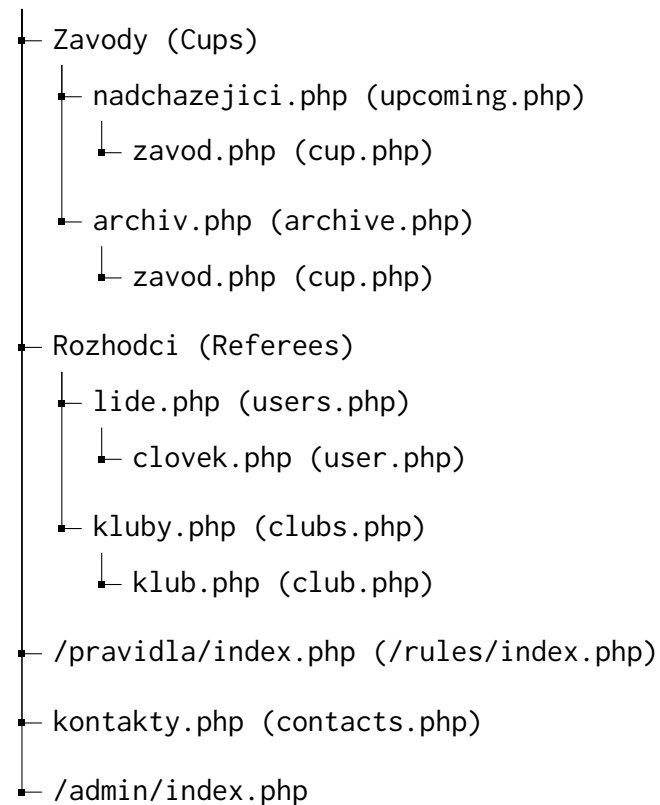 Zavody (Cups)
nadchazejici.php (upcoming.php)
zavod.php (cup.php)
archiv.php (archive.php)
zavod.php (cup.php)
Rozhodci (Referees)
lide.php (users.php)
clovek.php (user.php)
kluby.php (clubs.php)
klub.php (club.php)
/pravidla/index.php (/rules/index.php)
kontakty.php (contacts.php)
/admin/index.php